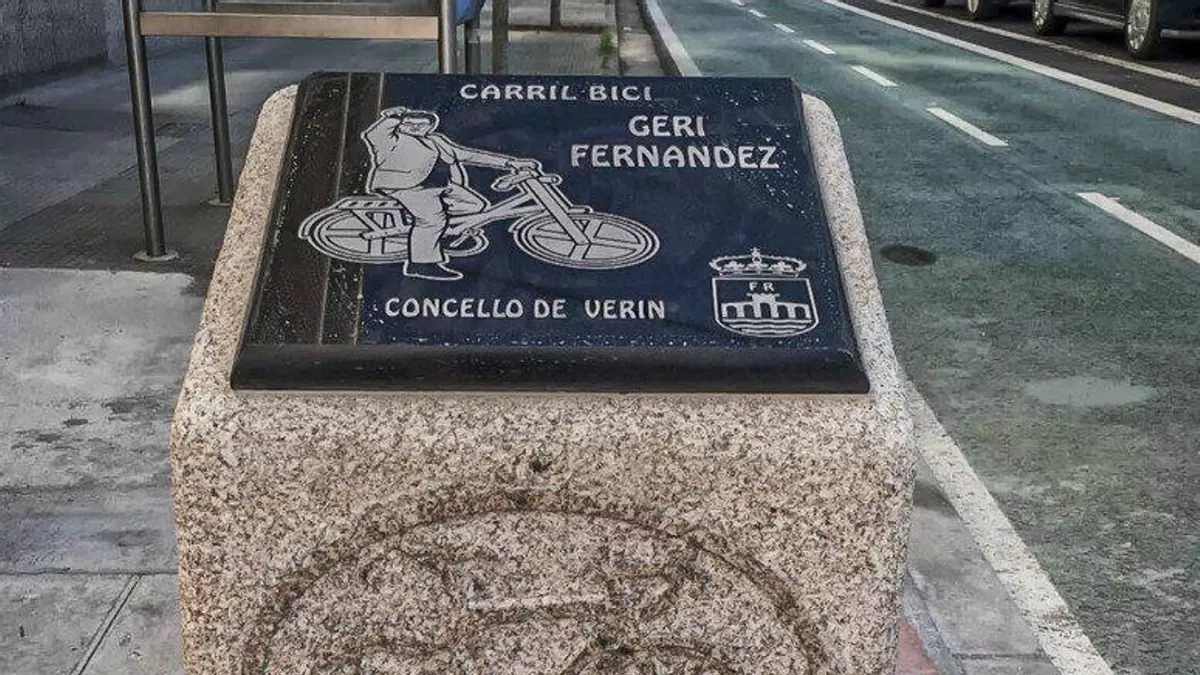 CARRIL BICI
GERI
FERNANDEZ
CONCELLO DE VERIN
FR